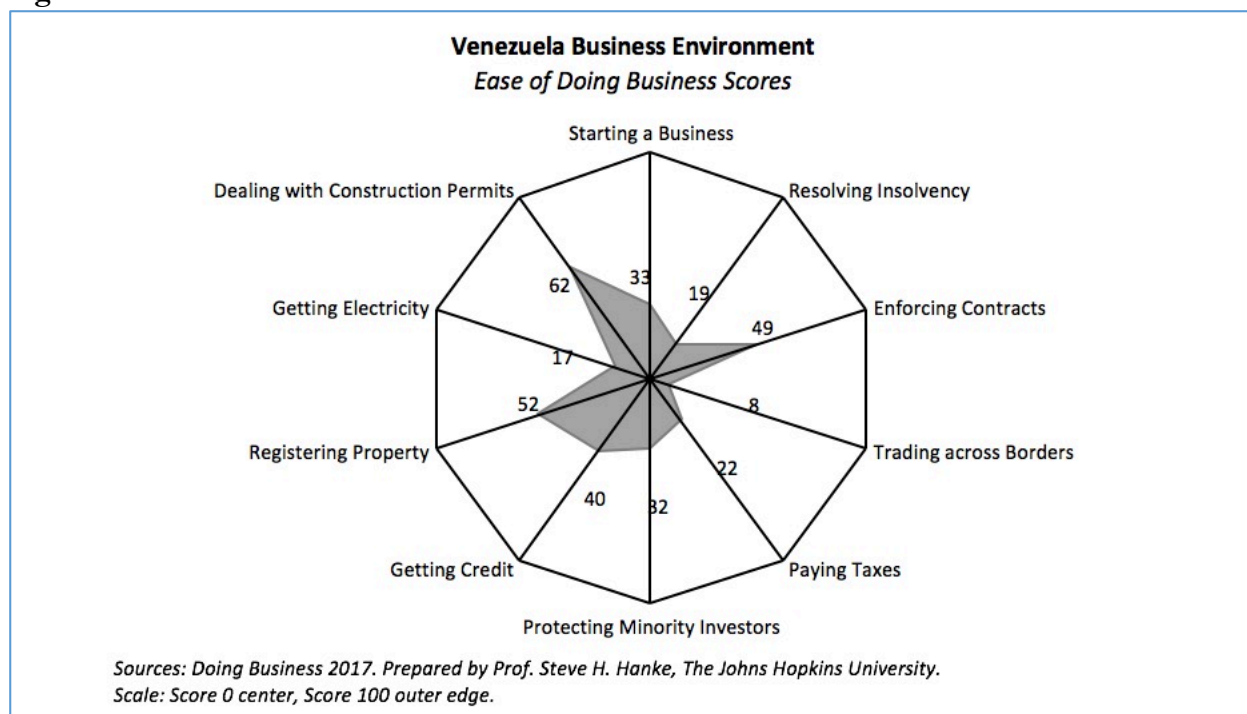 Venezuela Business Environment
Ease of Doing Business Scores
Starting a Business
Dealing with Construction Permits
Resolving Insolvency
62
33
19
Getting Electricity
Enforcing Contracts
49
17
52
8
Registering Property
Trading across Borders
22
40
32
Getting Credit
Paying Taxes
Protecting Minority Investors
Sources: Doing Business 2017. Prepared by Prof. Steve H. Hanke, The Johns Hopkins University.
Scale: Score 0 center, Score 100 outer edge.